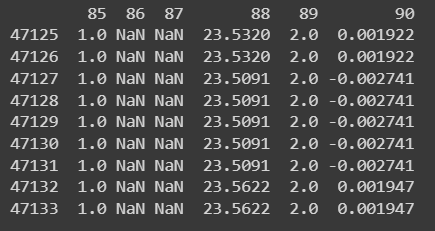 85 86 87 88 89 90
47125 1.0 NaN NaN 23.5320 2.0 0.001922
47126 1.0 NaN NaN 23.5320 2.0 0.001922
47127 1.0 NaN NaN 23.5091 2.0 -0.002741
47128 1.0 NaN NaN 23.5091 2.0 -0.002741
47129 1.0 NaN NaN 23.5091 2.0 -0.002741
47130 1.0 NaN NaN 23.5091 2.0 -0.002741
47131 1.0 NaN NaN 23.5091 2.0 -0.002741
47132 1.0 NaN NaN 23.5622 2.0 0.001947
47133 1.0 NaN NaN 23.5622 2.0 0.001947